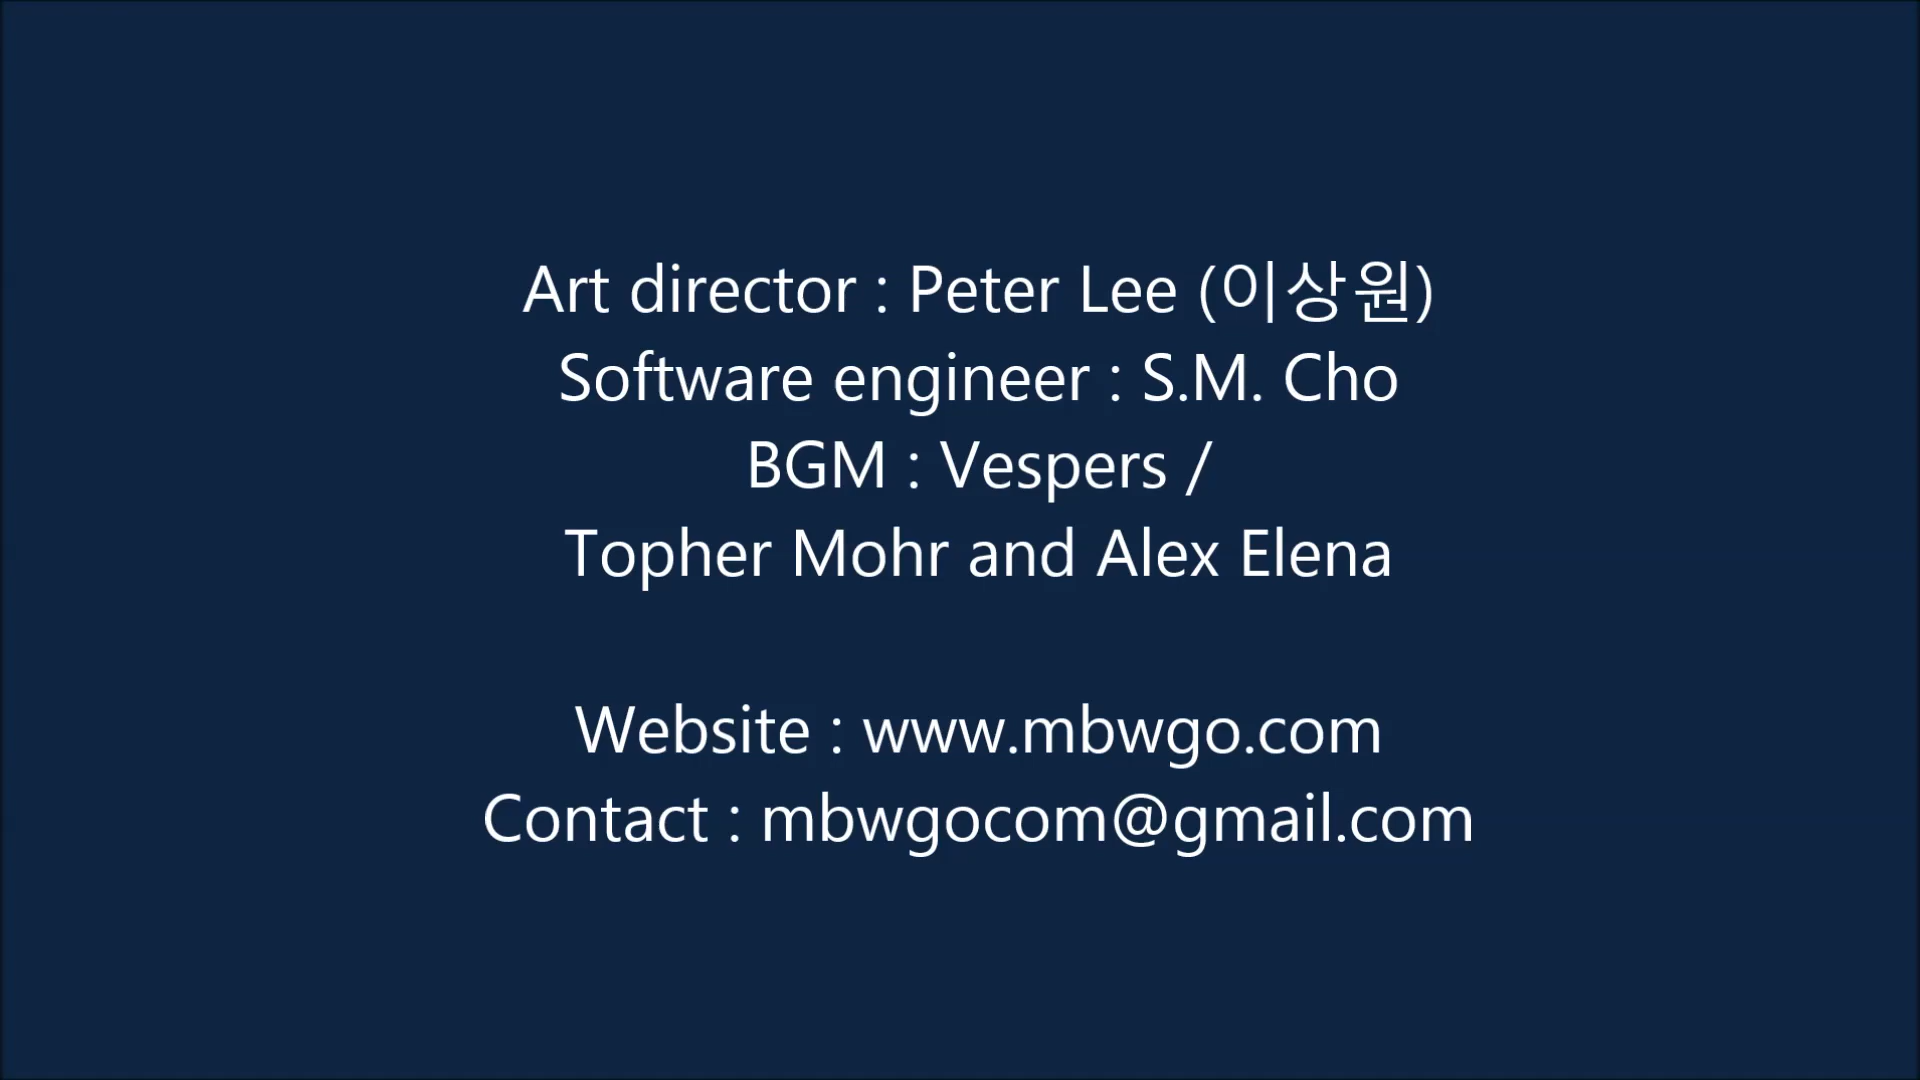 Art director : Peter Lee (이상원)
Software engineer : S.M. Cho
BGM : Vespers /
Topher Mohr and Alex Elena
Website : www.mbwgo.com
Contact : mbwgocom@gmail.com